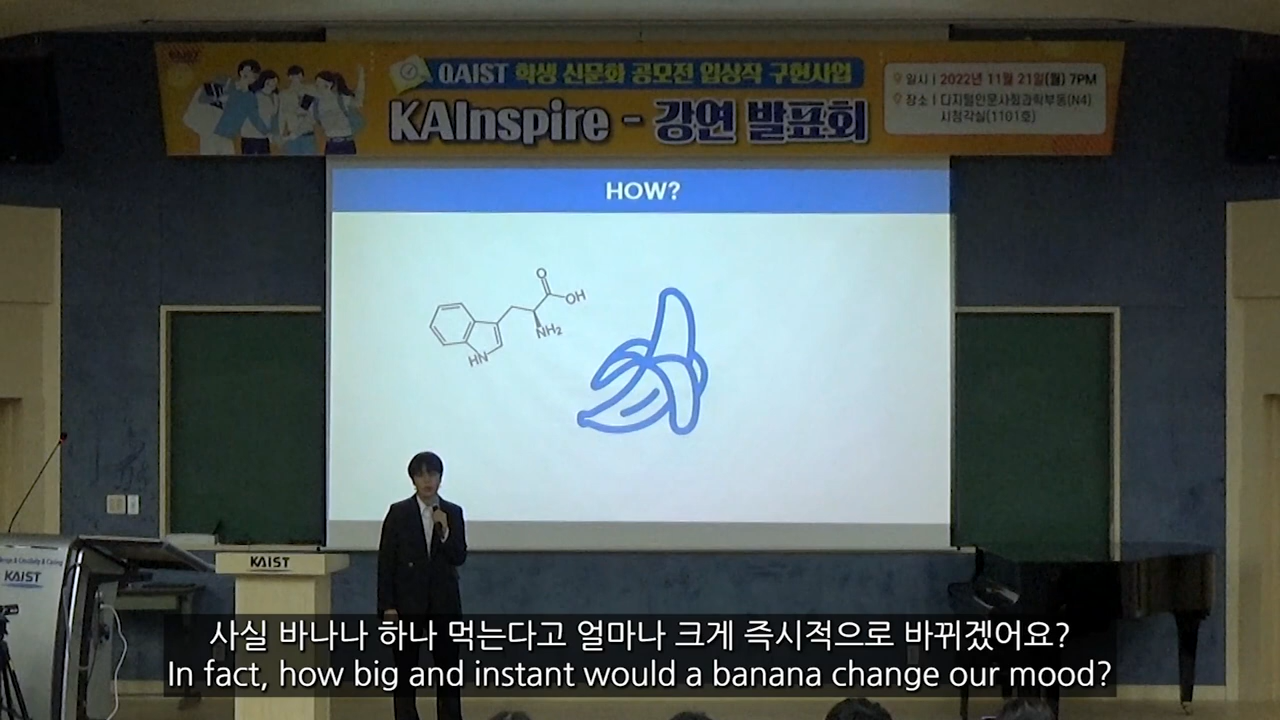 QAIST 학생 신문화 공모전 입상작 구현사업
KAInspire - 강연 발표회
일시 | 2022년 11월 21일(월) 7PM
장소 | 디지털인문사회과학부동(N4)
시청각실(1101호)
HOW?
O
OH
NH2
HN
KAIST
KAIST
사실 바나나 하나 먹는다고 얼마나 크게 즉시적으로 바뀌겠어요?
In fact, how big and instant would a banana change our mood?